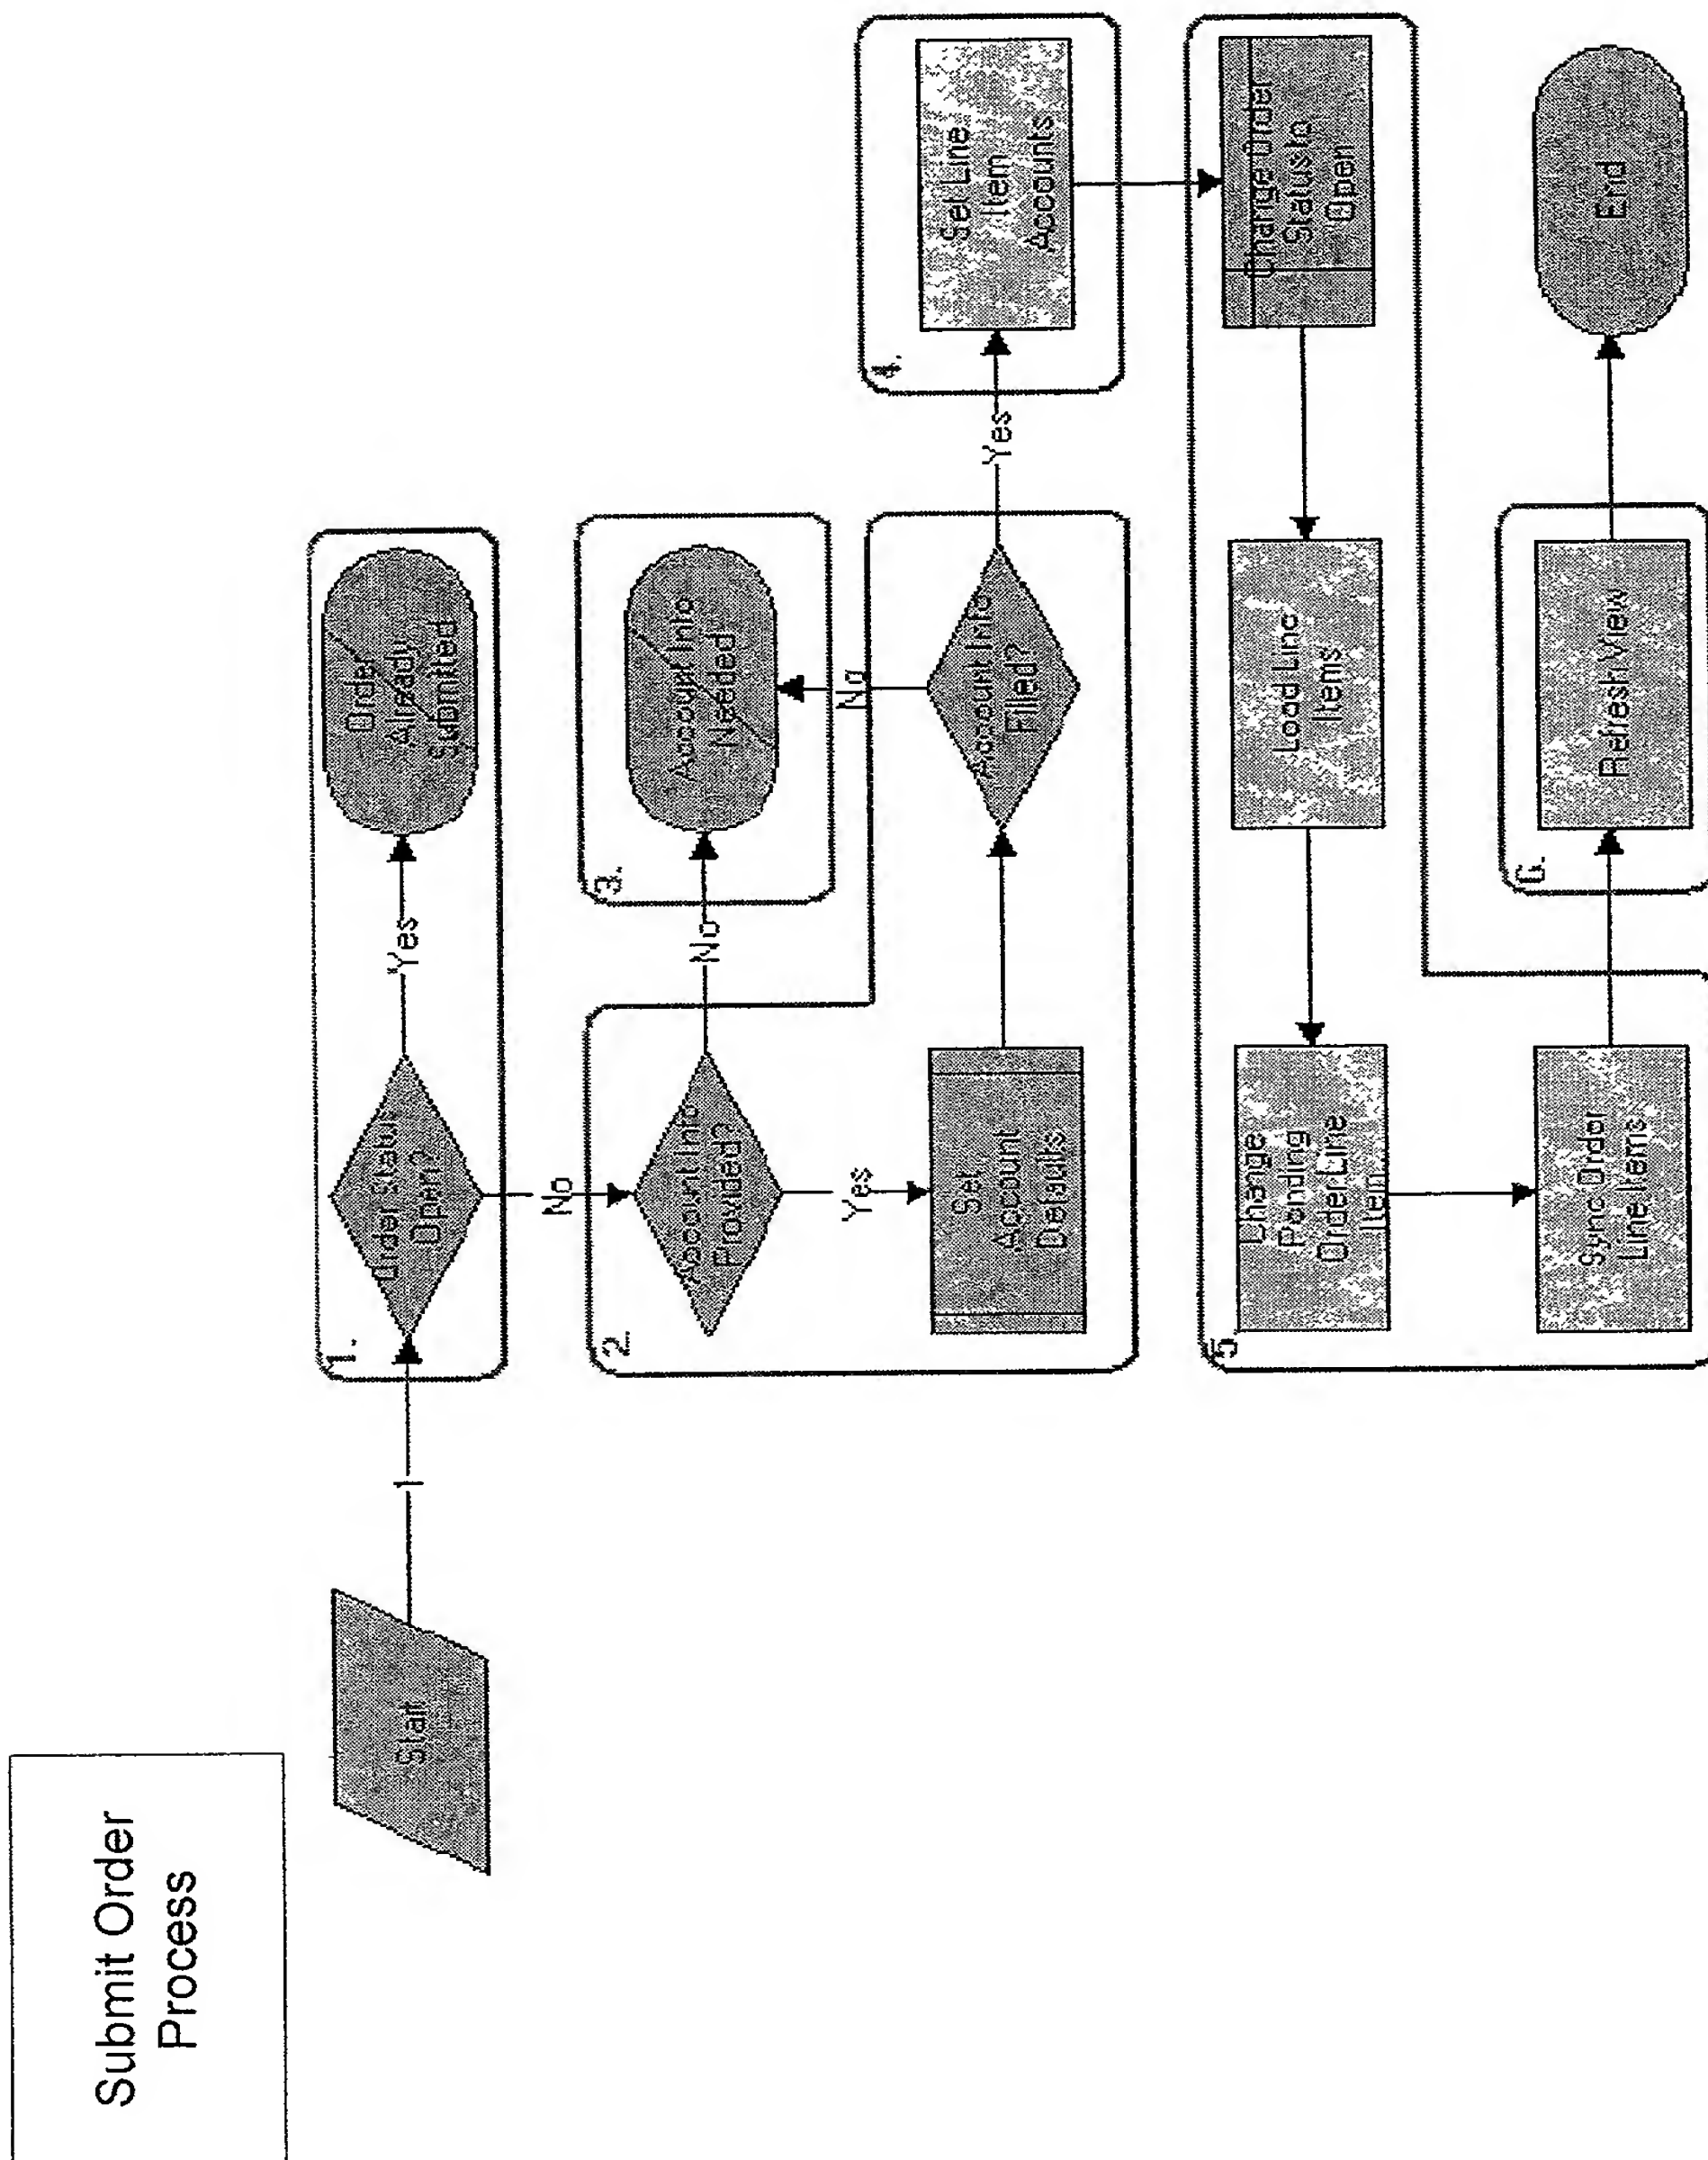 Submit Order
Process
Start
1
1.
Order Status
Open?
Yes
Order
Already
Submitted
No
2.
Account Info
Provided?
No
3.
Account Info
Needed
Yes
Set
Account
Defaults
Account Info
Filled?
No
Yes
4.
Set Line
Item
Accounts
5.
Change Order
Status to
Open
Load Line
Items
Change
Pending
Order Line
Item
Sync Order
Line Items
6.
Refresh View
End